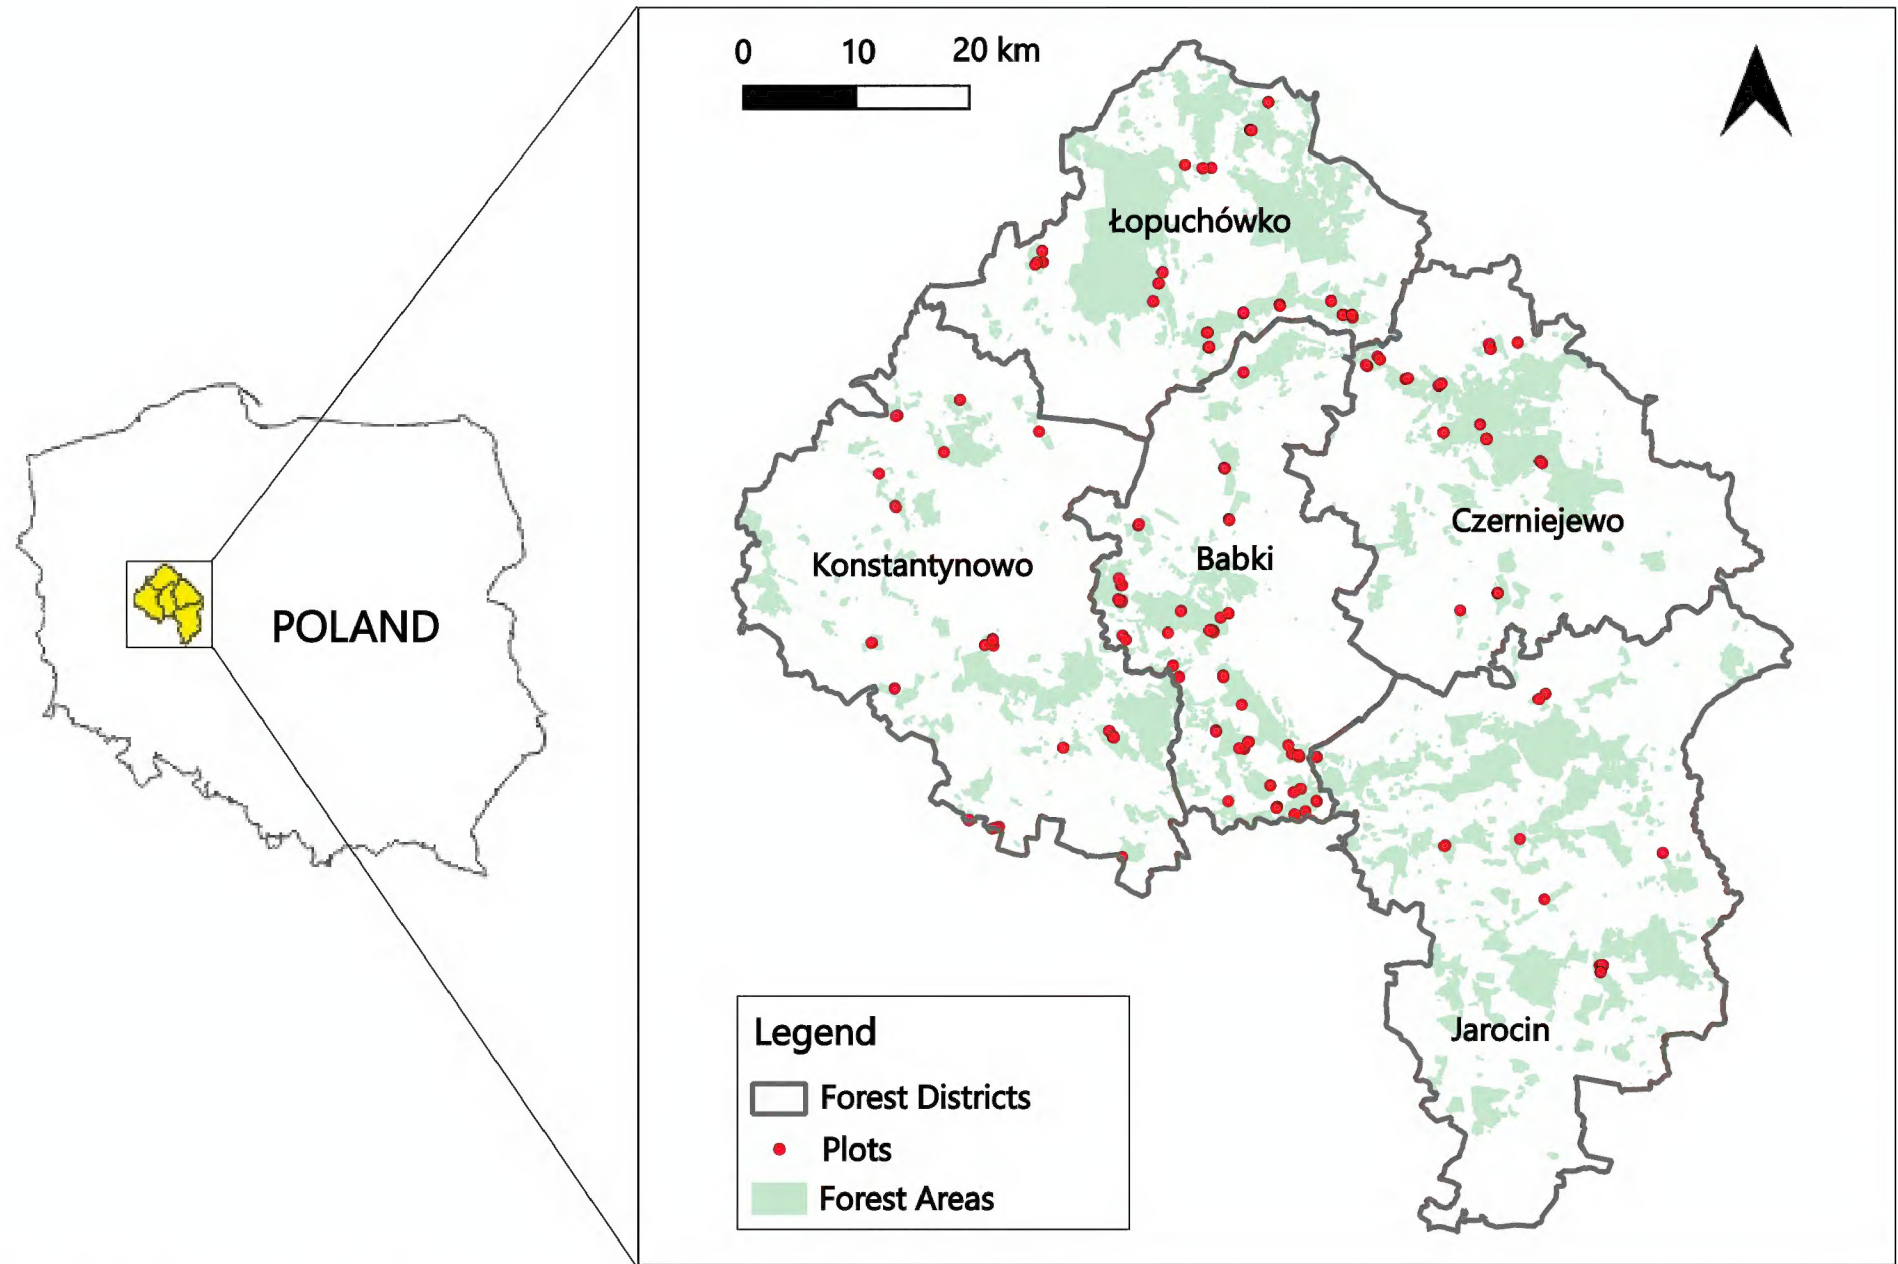 0 10 20 km
Łopuchówko
Czerniejewo
Babki
Konstantynowo
POLAND
Jarocin
Legend
Forest Districts
Plots
Forest Areas